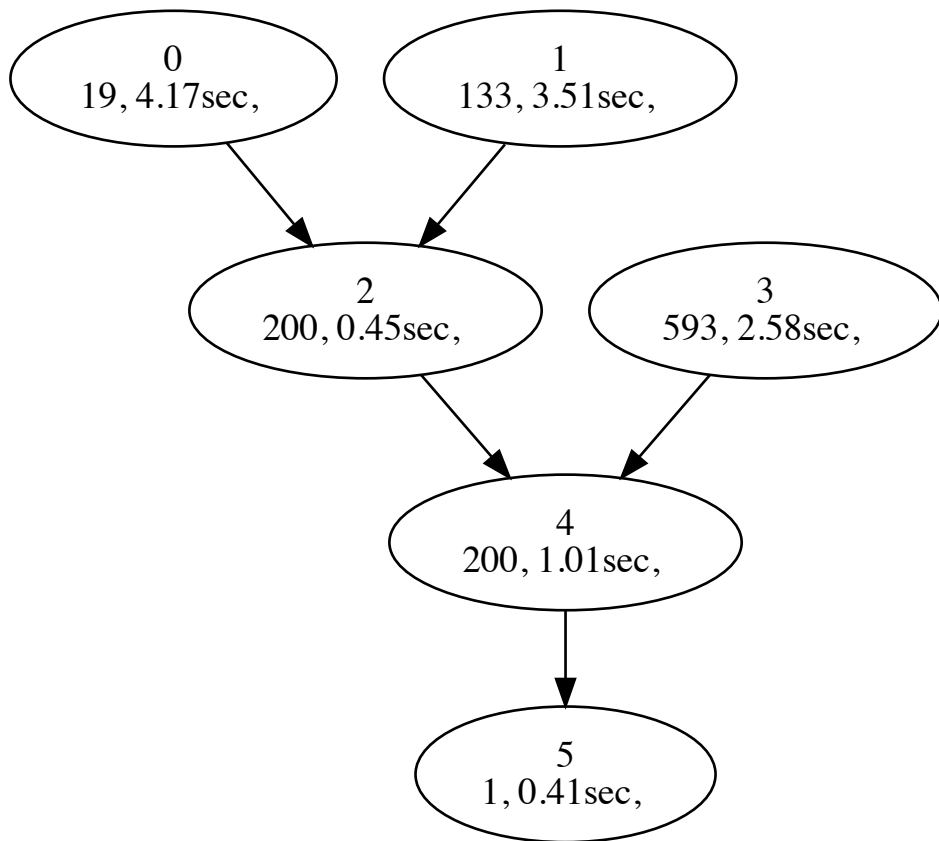 0
19, 4.17sec,
1
133, 3.51sec,
2
200, 0.45sec,
3
593, 2.58sec,
4
200, 1.01sec,
5
1, 0.41sec,